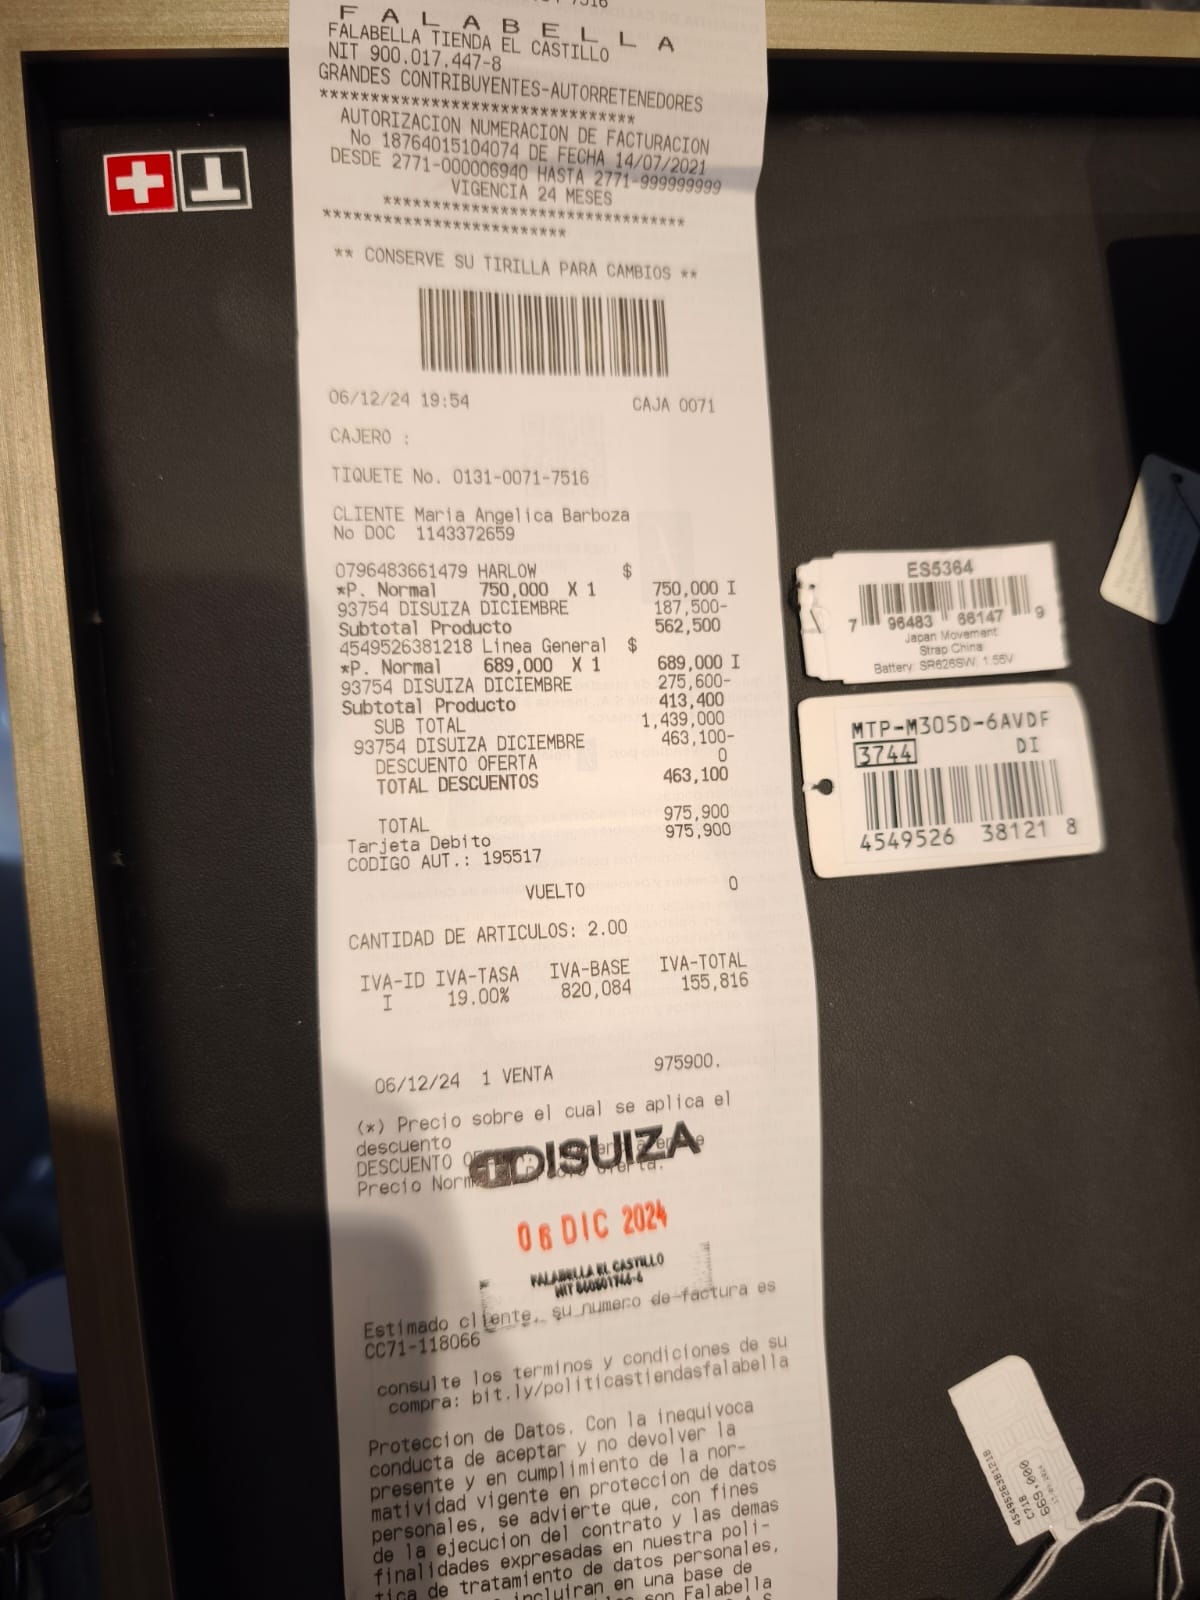 FALABELLA
FALABELLA TIENDA EL CASTILLO
NIT 900.017.447-8
GRANDES CONTRIBUYENTES-AUTORRETENEDORES
*******************************
AUTORIZACION NUMERACION DE FACTURACION
No 18764015104074 DE FECHA 14/07/2021
DESDE 2771-000006940 HASTA 2771-999999999
VIGENCIA 24 MESES
*******************************
************************
** CONSERVE SU TIRILLA PARA CAMBIOS **
06/12/24 19:54 CAJA 0071
CAJERO :
TIQUETE No. 0131-0071-7516
CLIENTE Maria Angelica Barboza
No DOC 1143372659
0796483661479 HARLOW $
*P. Normal 750,000 X 1 750,000 I
93754 DISUIZA DICIEMBRE 187,500-
Subtotal Producto 562,500
4549526381218 Linea General $
*P. Normal 689,000 X 1 689,000 I
93754 DISUIZA DICIEMBRE 275,600-
Subtotal Producto 413,400
SUB TOTAL 1,439,000
93754 DISUIZA DICIEMBRE 463,100-
DESCUENTO OFERTA 0
TOTAL DESCUENTOS 463,100
TOTAL 975,900
Tarjeta Debito 975,900
CODIGO AUT.: 195517
VUELTO 0
CANTIDAD DE ARTICULOS: 2.00
IVA-ID IVA-TASA IVA-BASE IVA-TOTAL
I 19.00% 820,084 155,816
06/12/24 1 VENTA 975900.
(*) Precio sobre el cual se aplica el
descuento
DESCUENTO
Precio
DISUIZA
06 DIC 2024
FALABELLA EL CASTILLO
Estimado cliente, su numero de factura es
CC71-118066
consulte los terminos y condiciones de su
compra: bit.ly/politicastiendasfalabella
Proteccion de Datos. Con la inequivoca
conducta de aceptar y no devolver la
presente y en cumplimiento de la nor-
matividad vigente en proteccion de datos
personales, se advierte que, con fines
de la ejecucion del contrato y las demas
finalidades expresadas en nuestra poli-
tica de tratamiento de datos personales,
incluiran en una base de
son Falabella
ES5364
7 96483 66147 9
Japan Movement
Strap China
Battery: SR626SW, 1.55V
MTP-M305D-6AVDF
3744 DI
4549526 38121 8
4549526381218
C718